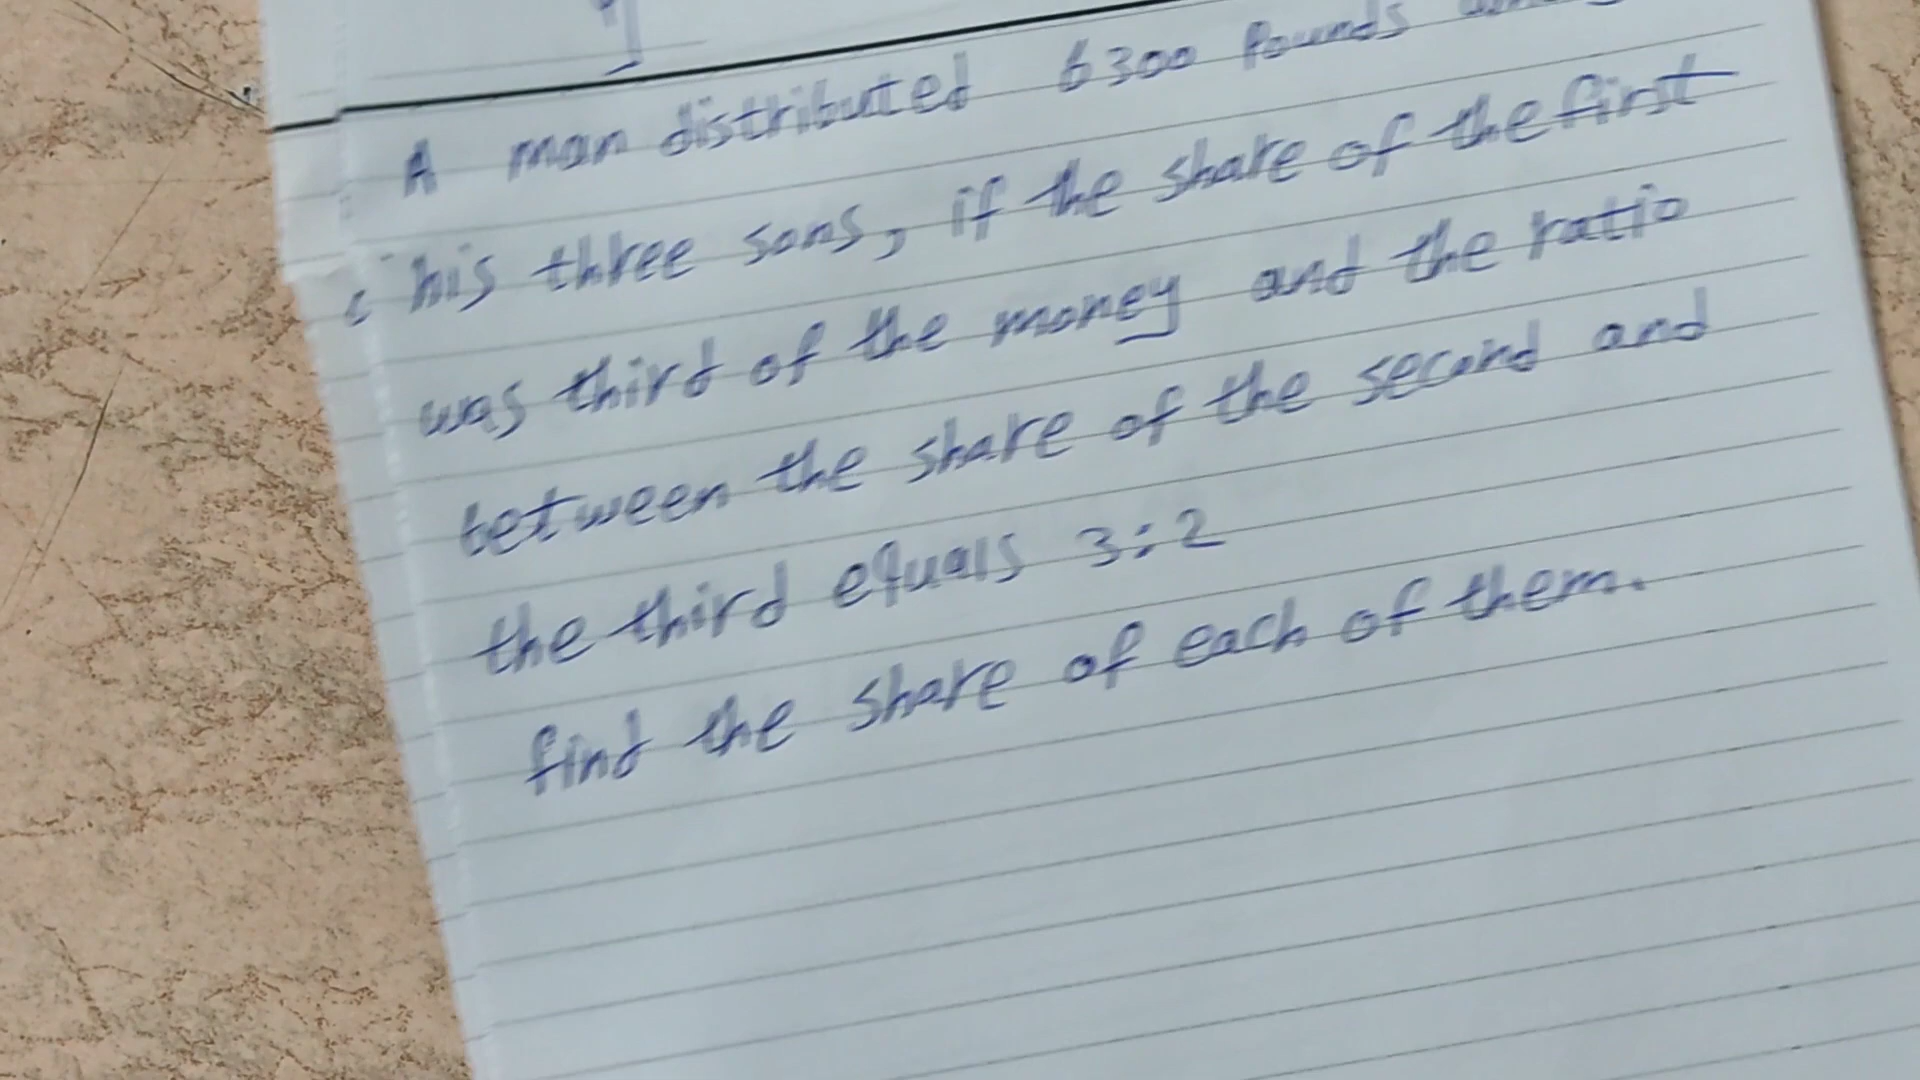 A man distributed 6300 Pounds
his three sons, if the share of the first
was third of the money and the ratio
between the share of the second and
the third equals 3:2
find the share of each of them.